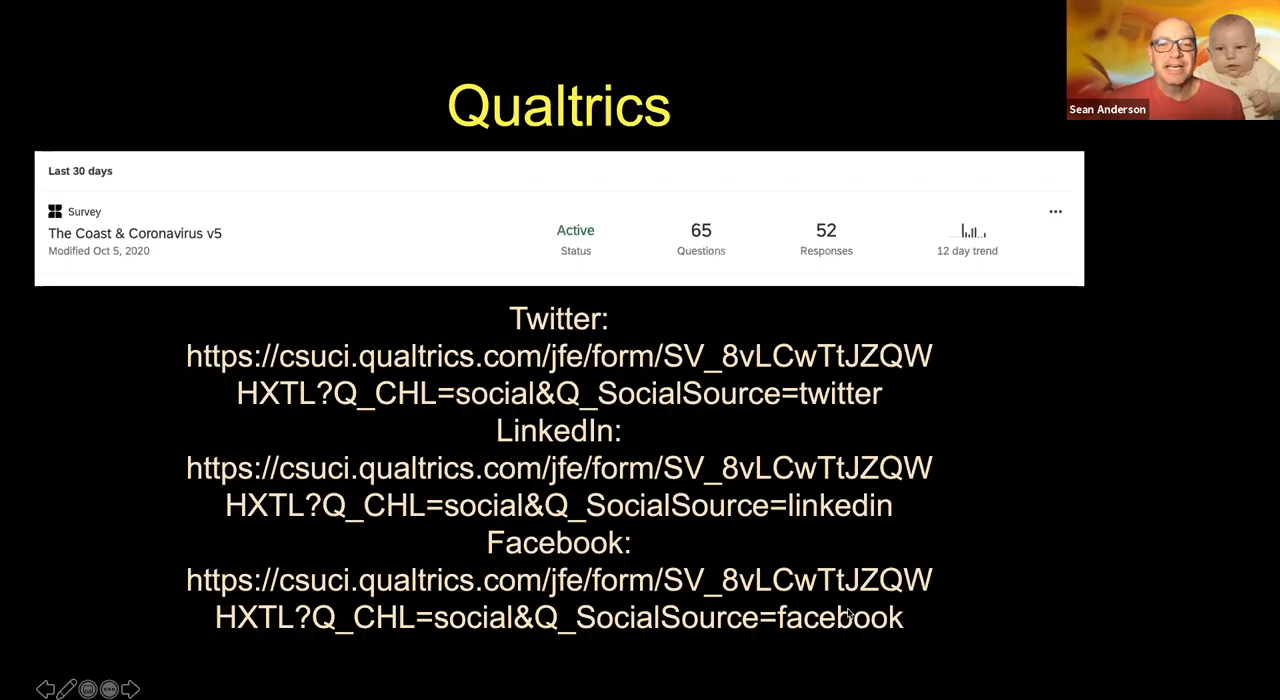 Qualtrics
Sean Anderson
Last 30 days
Survey
The Coast & Coronavirus v5
Modified Oct 5, 2020
Active
Status
65
Questions
52
Responses
12 day trend
Twitter:
https://csuci.qualtrics.com/jfe/form/SV_8vLCwTtJZQW
HXTL?Q_CHL=social&Q_SocialSource=twitter
LinkedIn:
https://csuci.qualtrics.com/jfe/form/SV_8vLCwTtJZQW
HXTL?Q_CHL=social&Q_SocialSource=linkedin
Facebook:
https://csuci.qualtrics.com/jfe/form/SV_8vLCwTtJZQW
HXTL?Q_CHL=social&Q_SocialSource=facebook